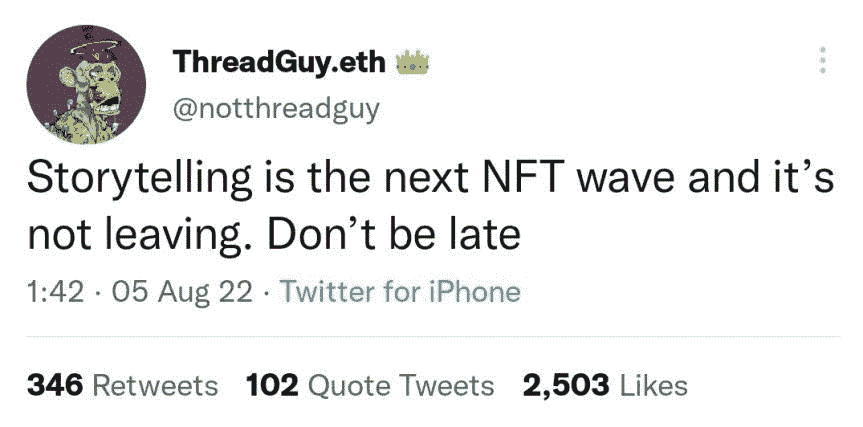 ThreadGuy.eth
@notthreadguy
Storytelling is the next NFT wave and it’s
not leaving. Don’t be late
1:42 · 05 Aug 22 · Twitter for iPhone
346 Retweets 102 Quote Tweets 2,503 Likes